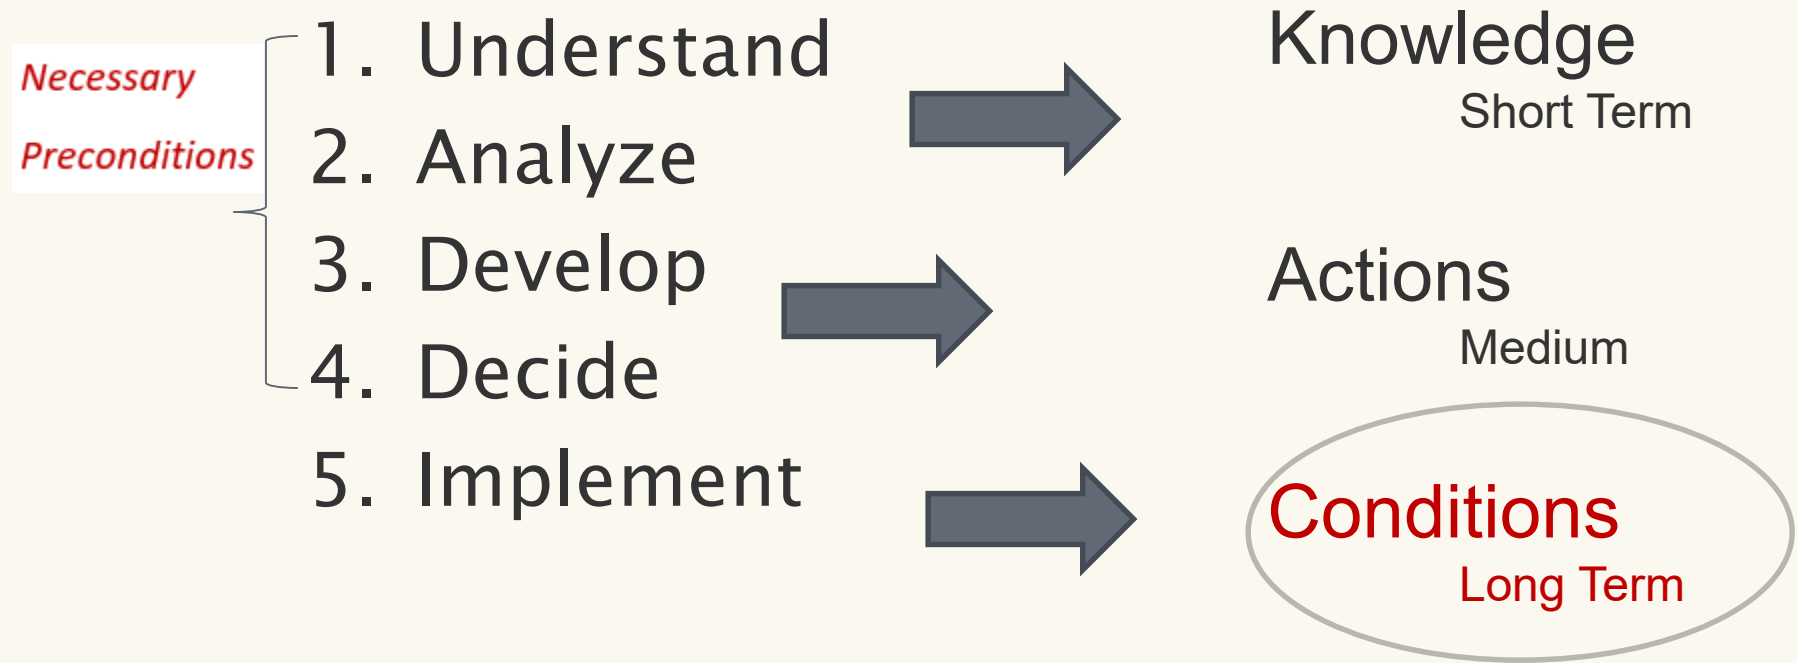 Necessary
Preconditions
1. Understand
2. Analyze
3. Develop
4. Decide
5. Implement
Knowledge
Short Term
Actions
Medium
Conditions
Long Term